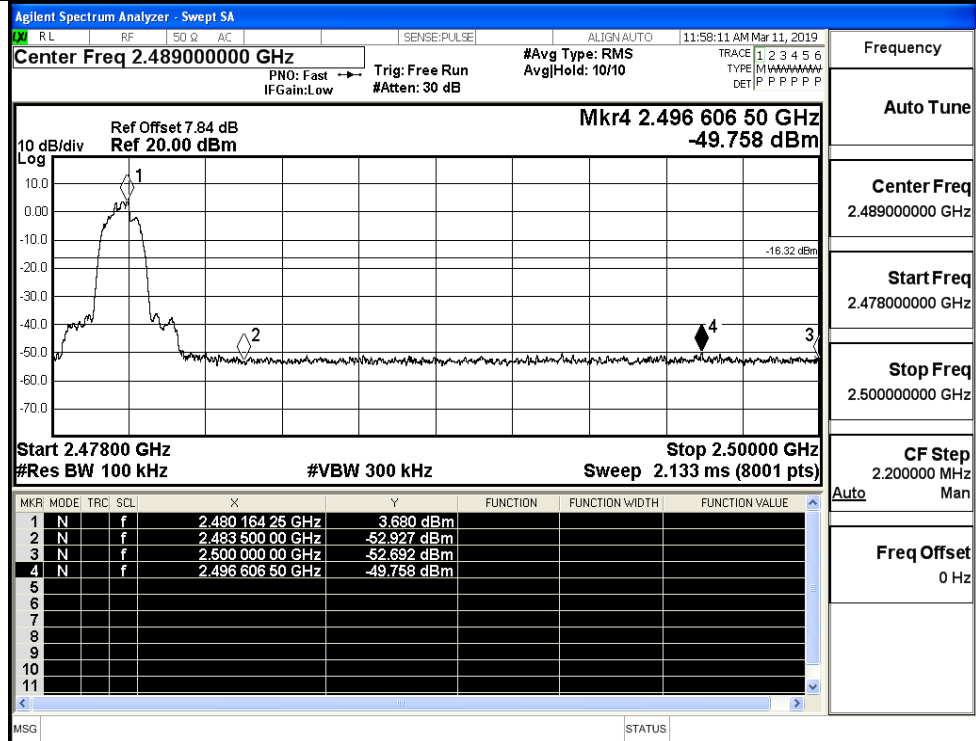 Agilent Spectrum Analyzer - Swept SA
LXI RL RF 50 Ω AC SENSE:PULSE ALIGN AUTO 11:58:11 AM Mar 11, 2019
Center Freq 2.489000000 GHz
PNO: Fast
IFGain:Low
Trig: Free Run
#Atten: 30 dB
#Avg Type: RMS
Avg|Hold: 10/10
TRACE 1 2 3 4 5 6
TYPE M W W W W W
DET P P P P P P
Mkr4 2.496 606 50 GHz
-49.758 dBm
Ref Offset 7.84 dB
10 dB/div Ref 20.00 dBm
Log
10.0
0.00
-10.0
-20.0
-30.0
-40.0
-50.0
-60.0
-70.0
1
2
3
4
-16.32 dBm
Start 2.47800 GHz Stop 2.50000 GHz
#Res BW 100 kHz #VBW 300 kHz Sweep 2.133 ms (8001 pts)
MKR MODE TRC SCL X Y FUNCTION FUNCTION WIDTH FUNCTION VALUE
1 N f 2.480 164 25 GHz 3.680 dBm
2 N f 2.483 500 00 GHz -52.927 dBm
3 N f 2.500 000 00 GHz -52.692 dBm
4 N f 2.496 606 50 GHz -49.758 dBm
5
6
7
8
9
10
11
MSG STATUS
Frequency
Auto Tune
Center Freq
2.489000000 GHz
Start Freq
2.478000000 GHz
Stop Freq
2.500000000 GHz
CF Step
2.200000 MHz
Auto Man
Freq Offset
0 Hz